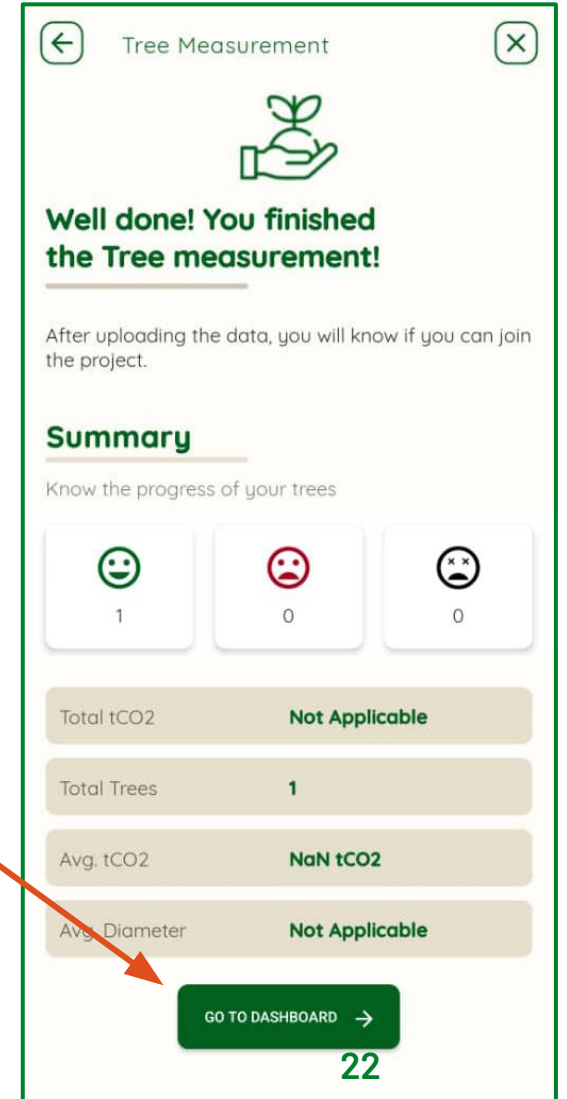 Tree Measurement
Well done! You finished
the Tree measurement!
After uploading the data, you will know if you can join
the project.
Summary
Know the progress of your trees
1 0 0
Total tCO2 Not Applicable
Total Trees 1
Avg. tCO2 NaN tCO2
Avg. Diameter Not Applicable
GO TO DASHBOARD
22